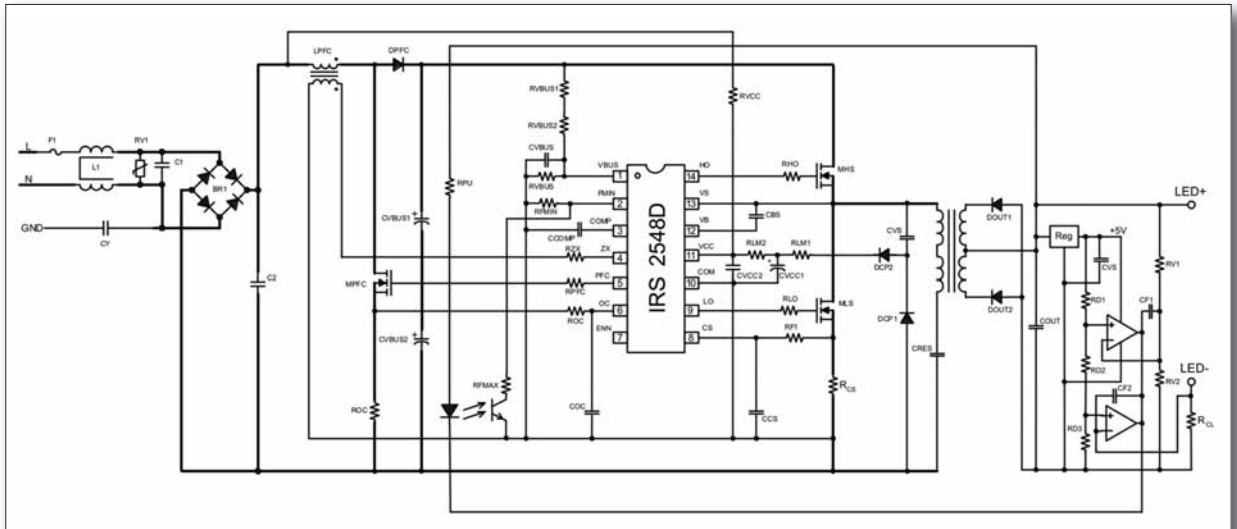 LPFC
DPFC
RVBUS1
RVCC
RVBUS2
F1
RV1
L
L1
C1
N
BR1
GND
CY
C2
CVBUS
VBUS
1
14
HO
RHO
MHS
RPU
RVBUS
FMIN
2
13
VS
RFMIN
CBS
CVBUS1
COMP
3
12
VB
CCOMP
ZX
4
11
VCC
RLM2
RLM1
RZX
CVS
DCP2
PFC
5
10
COM
CVCC2
CVCC1
MPFC
RPFC
OC
6
9
LO
RLO
MLS
ROC
DCP1
ENN
7
8
CS
RF1
IRS 2548D
CVBUS2
CRES
RFMAX
ROC
COC
CCS
RCS
DOUT1
DOUT2
LED+
Reg
+5V
CVS
RV1
RD1
CF1
COUT
RD2
RV2
LED-
CF2
RD3
RCL